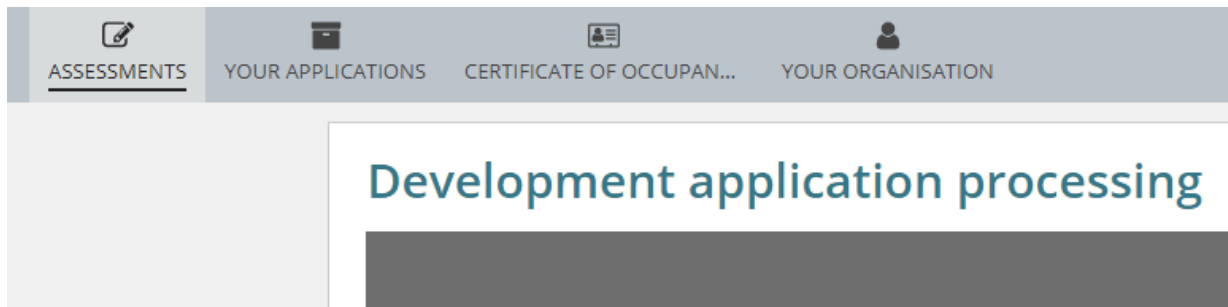 ASSESSMENTS YOUR APPLICATIONS CERTIFICATE OF OCCUPAN... YOUR ORGANISATION
Development application processing